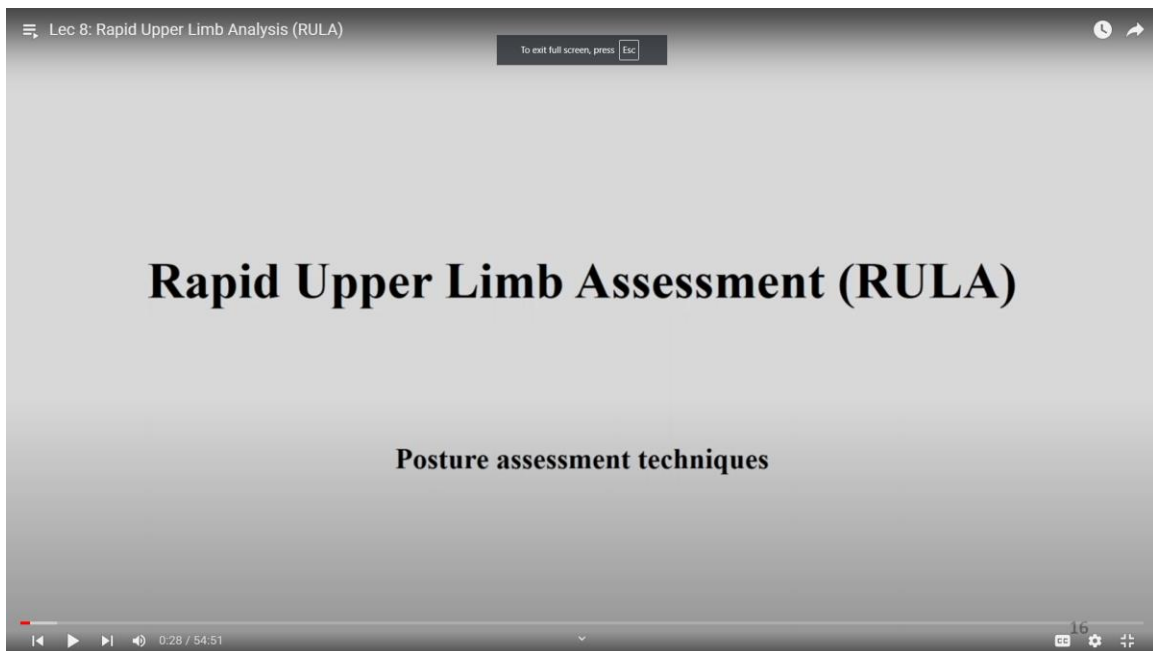 Lec 8: Rapid Upper Limb Analysis (RULA)
To exit full screen, press Esc
Rapid Upper Limb Assessment (RULA)
Posture assessment techniques
16
0:28 / 54:51
CC